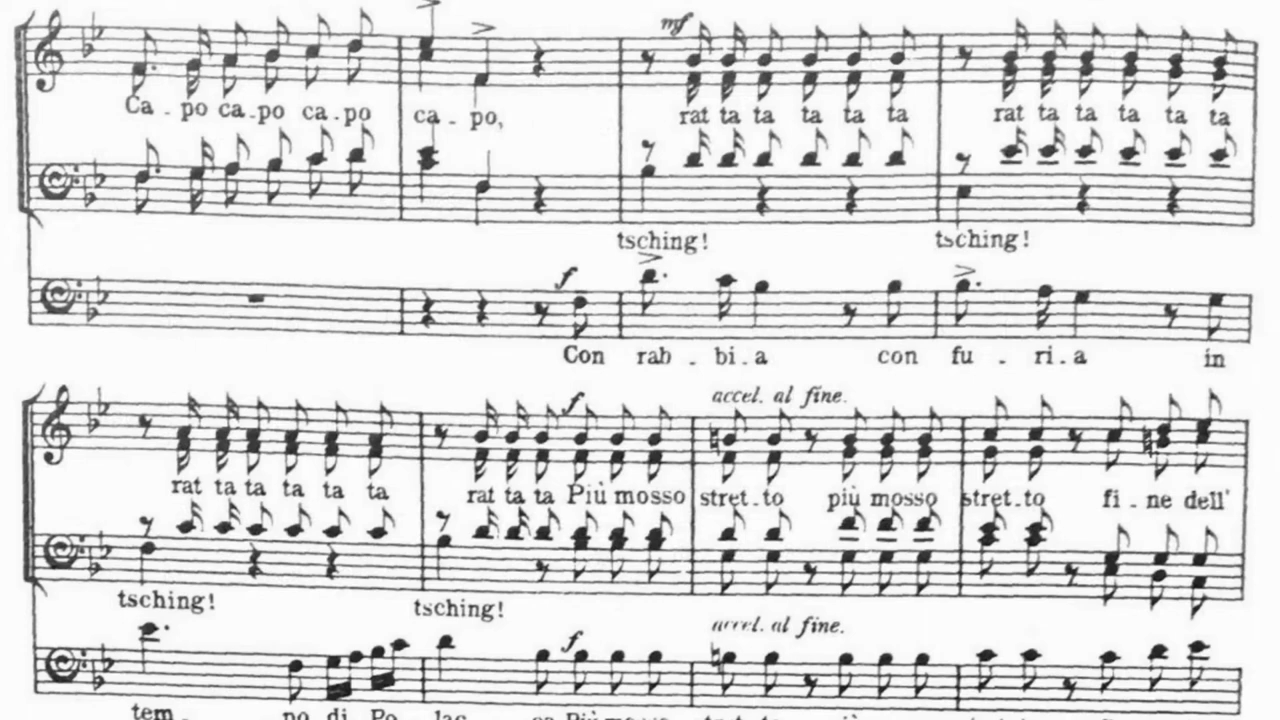 mf
Ca - po ca - po ca - po ca - po, rat ta ta ta ta ta rat ta ta ta ta ta
tsching! tsching!
f
Con rab - bi - a con fu - ri - a in
f accel. al fine.
rat ta ta ta ta ta rat ta ta Più mosso stret - to più mosso stret - to fi - ne dell'
tsching! tsching!
f accel. al fine.
tem - po di Po - lac